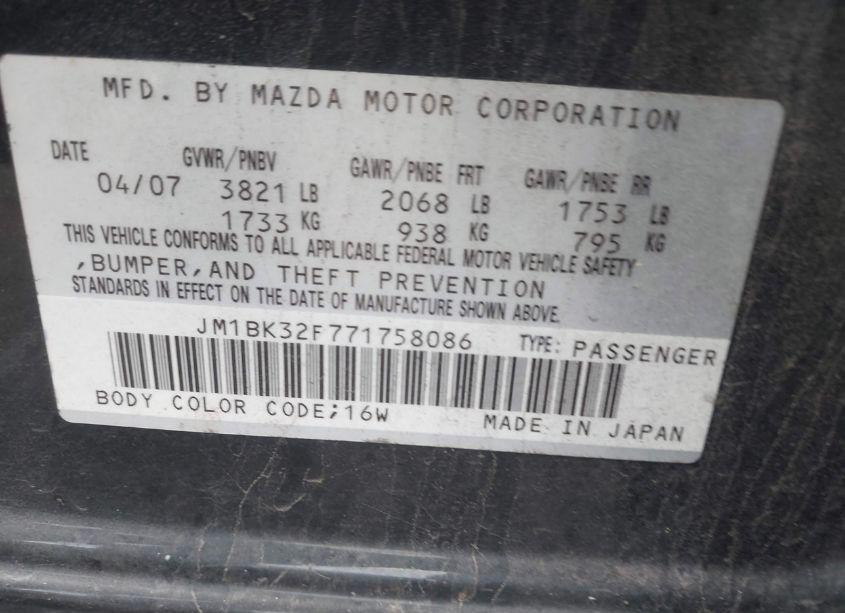 MFD. BY MAZDA MOTOR CORPORATION
DATE GVWR/PNBV GAWR/PNBE FRT GAWR/PNBE RR
04/07 3821 LB 2068 LB 1753 LB
1733 KG 938 KG 795 KG
THIS VEHICLE CONFORMS TO ALL APPLICABLE FEDERAL MOTOR VEHICLE SAFETY
,BUMPER,AND THEFT PREVENTION
STANDARDS IN EFFECT ON THE DATE OF MANUFACTURE SHOWN ABOVE.
JM1BK32F771758086 TYPE: PASSENGER
BODY COLOR CODE;16W MADE IN JAPAN